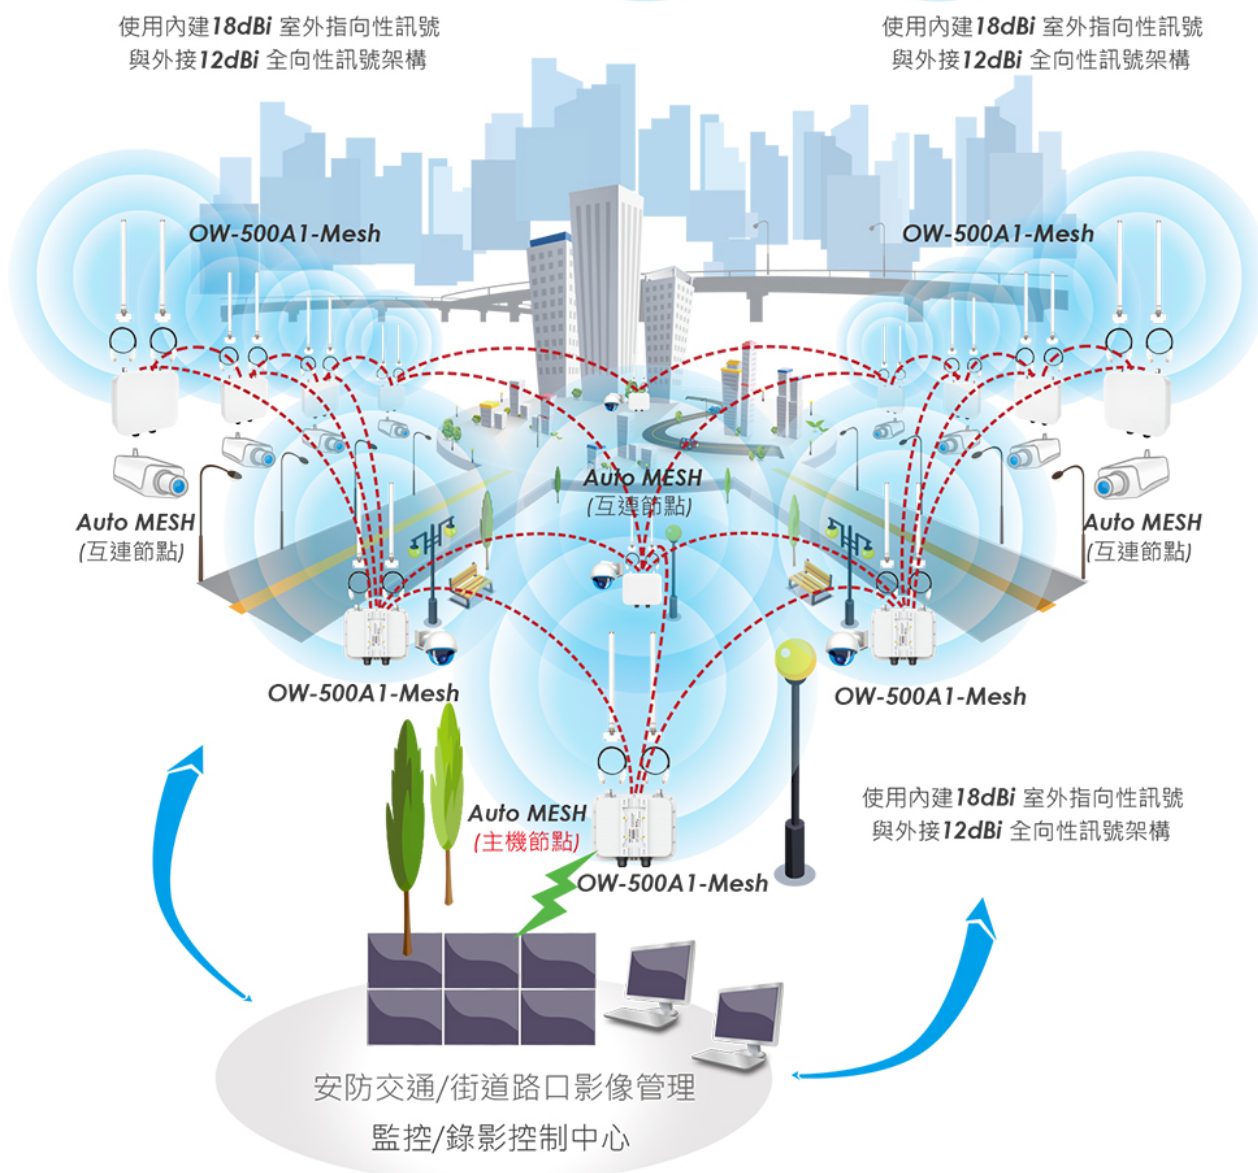 使用內建18dBi 室外指向性訊號
與外接12dBi 全向性訊號架構
使用內建18dBi 室外指向性訊號
與外接12dBi 全向性訊號架構
OW-500A1-Mesh
OW-500A1-Mesh
Auto MESH
(互連節點)
Auto MESH
(互連節點)
Auto MESH
(互連節點)
OW-500A1-Mesh
OW-500A1-Mesh
使用內建18dBi 室外指向性訊號
與外接12dBi 全向性訊號架構
Auto MESH
(主機節點)
OW-500A1-Mesh
安防交通/街道路口影像管理
監控/錄影控制中心